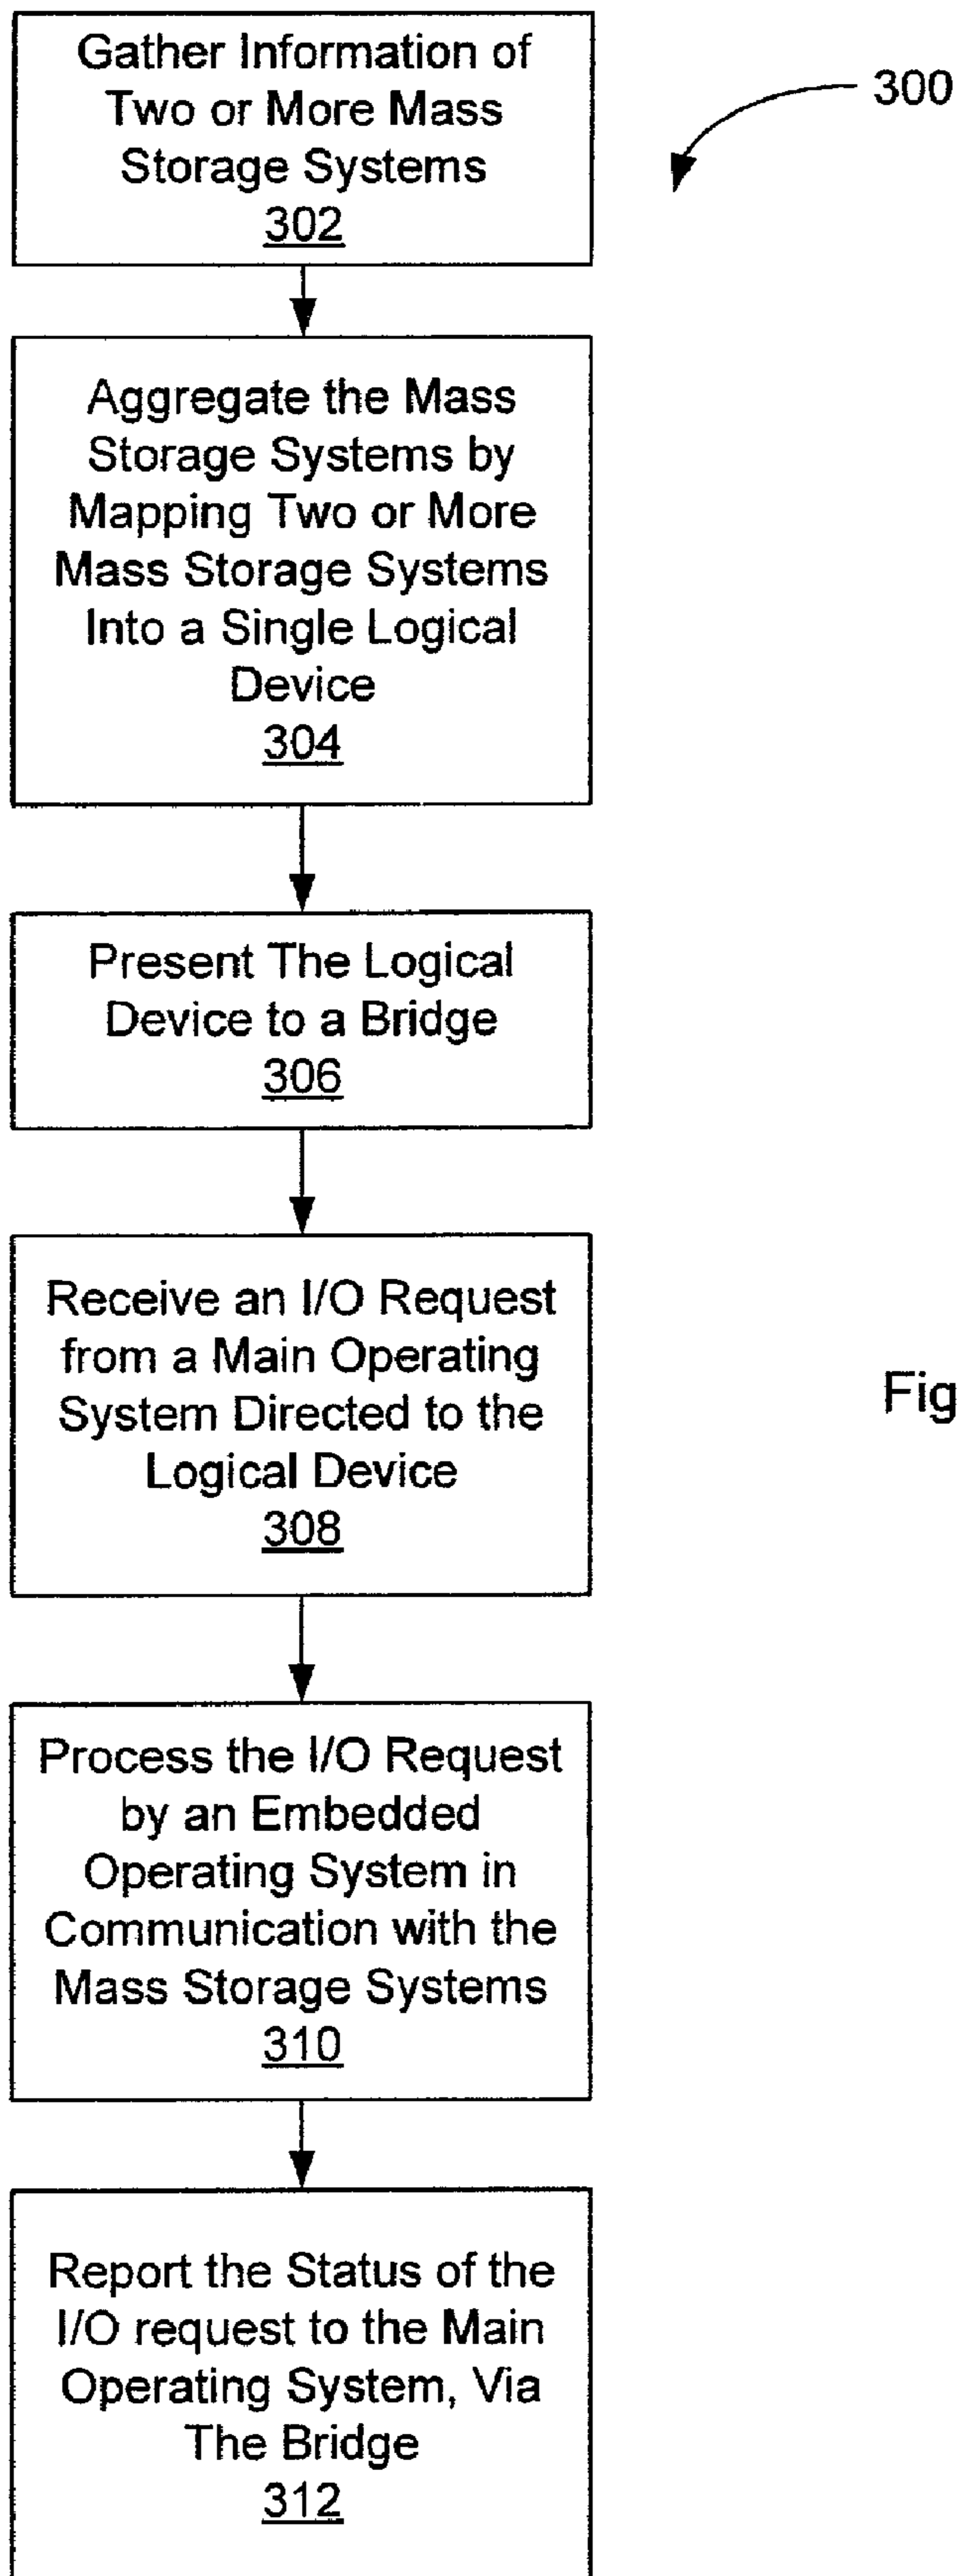 Gather Information of
Two or More Mass
Storage Systems
302
300
Aggregate the Mass
Storage Systems by
Mapping Two or More
Mass Storage Systems
Into a Single Logical
Device
304
Present The Logical
Device to a Bridge
306
Receive an I/O Request
from a Main Operating
System Directed to the
Logical Device
308
Fig
Process the I/O Request
by an Embedded
Operating System in
Communication with the
Mass Storage Systems
310
Report the Status of the
I/O request to the Main
Operating System, Via
The Bridge
312